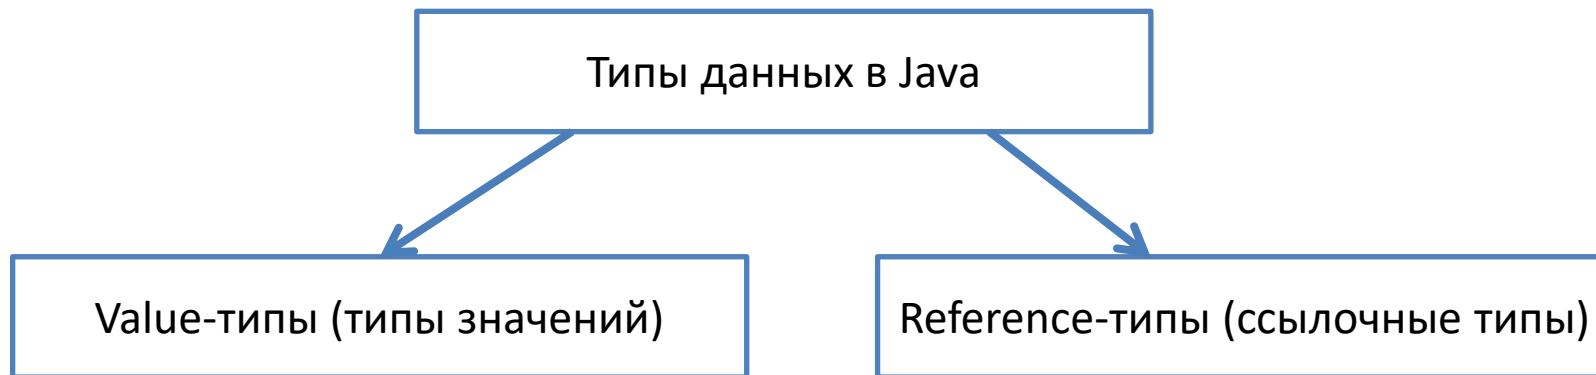 Типы данных в Java
Value-типы (типы значений)
Reference-типы (ссылочные типы)